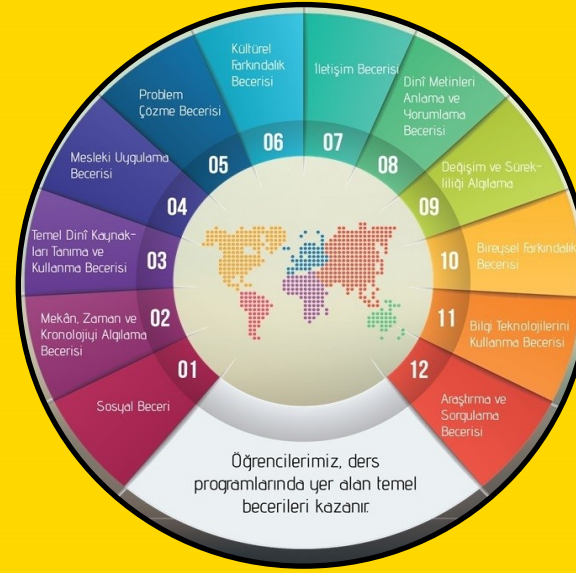 01
Sosyal Beceri
02
Mekân, Zaman ve
Kronolojiyi Algılama
Becerisi
03
Temel Dinî Kaynak-
ları Tanıma ve
Kullanma Becerisi
04
Mesleki Uygulama
Becerisi
05
Problem
Çözme Becerisi
06
Kültürel
Farkındalık
Becerisi
07
İletişim Becerisi
08
Dinî Metinleri
Anlama ve
Yorumlama
Becerisi
09
Değişim ve Sürek-
liliği Algılama
10
Bireysel Farkındalık
Becerisi
11
Bilgi Teknolojilerini
Kullanma Becerisi
12
Araştırma ve
Sorgulama
Becerisi
Öğrencilerimiz, ders
programlarında yer alan temel
becerileri kazanır.